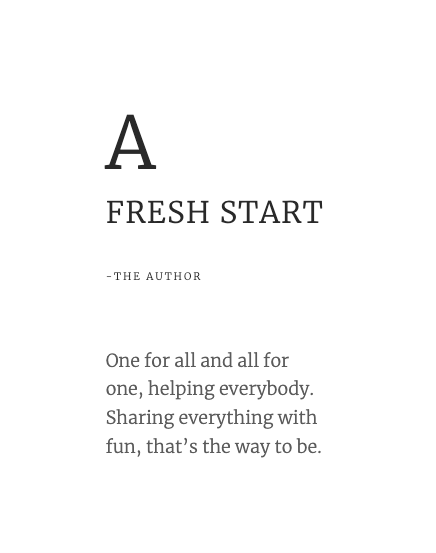 A
FRESH START
-THE AUTHOR
One for all and all for
one, helping everybody.
Sharing everything with
fun, that’s the way to be.